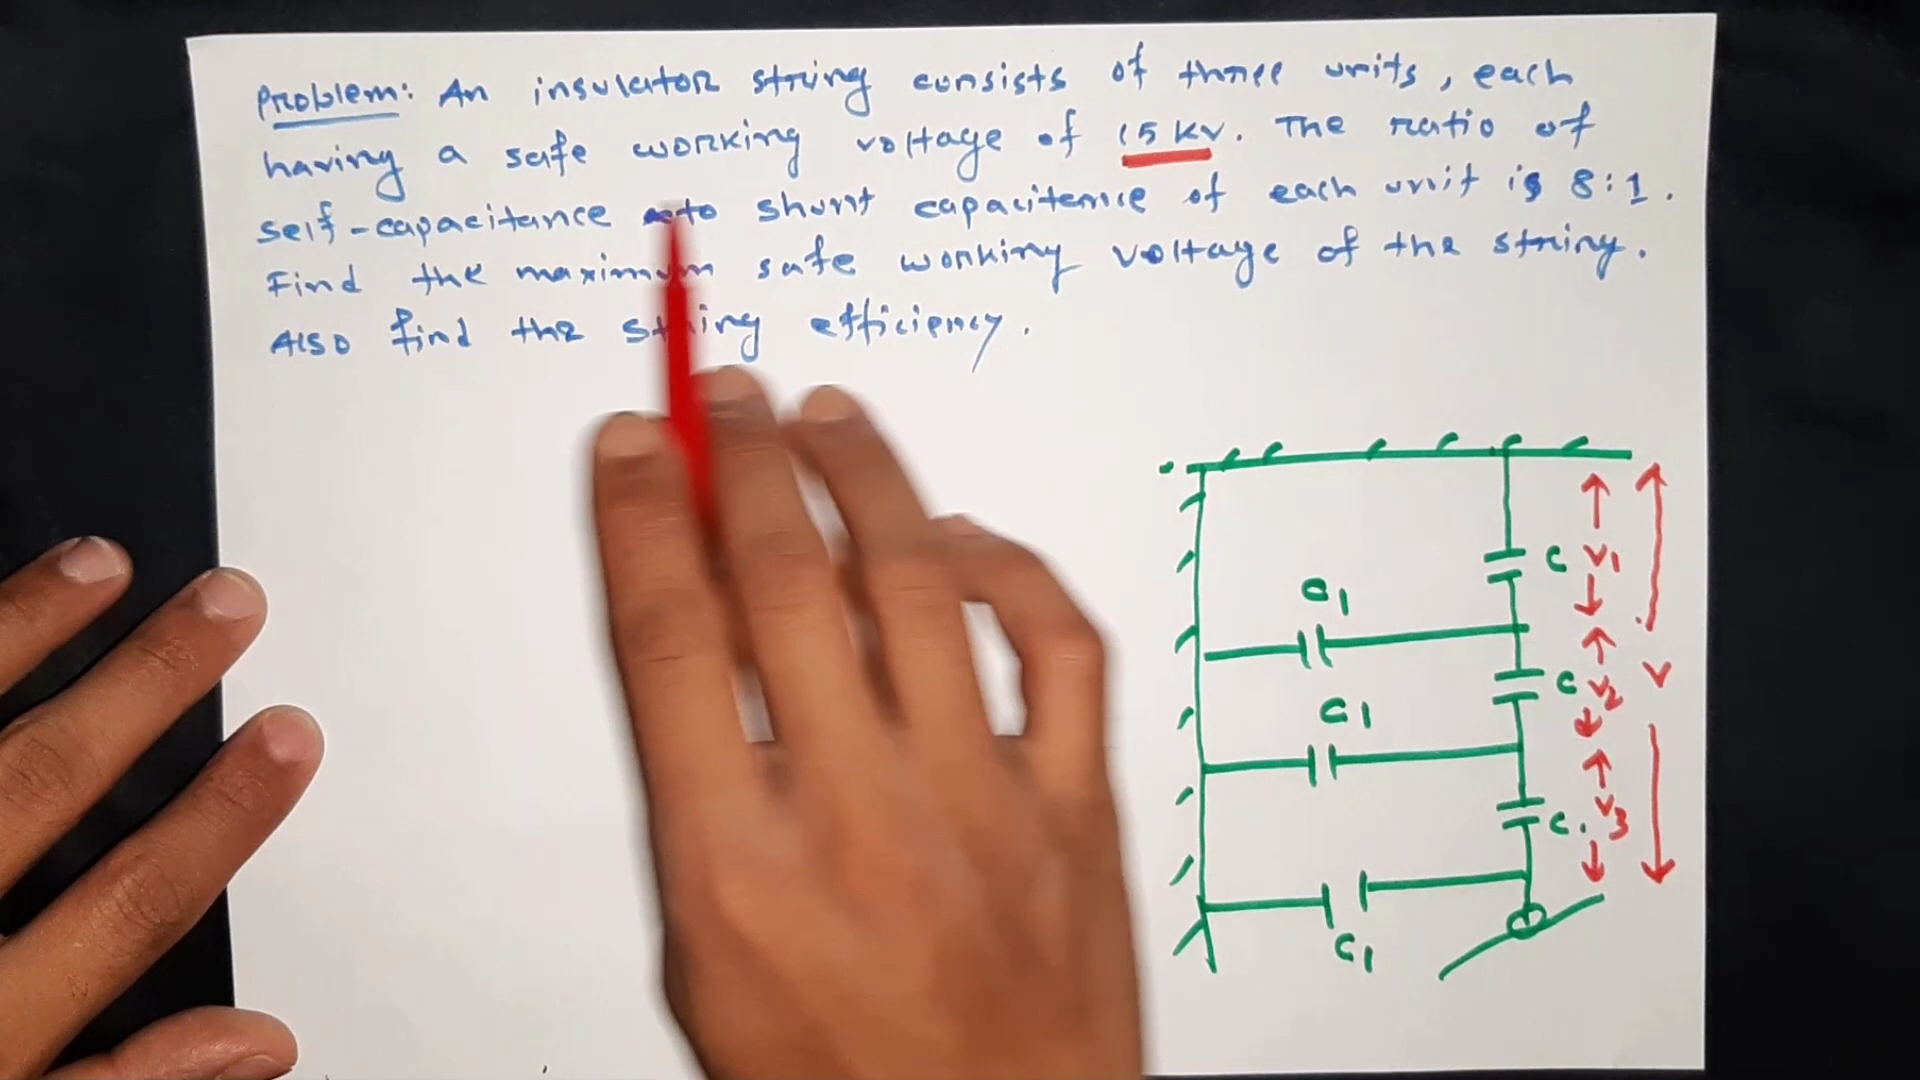 Problem: An insulator string consists of three units, each
having a safe working voltage of 15 kV. The ratio of
self-capacitance to shunt capacitance of each unit is 8:1.
Find the maximum safe working voltage of the string.
Also find the string efficiency.
C V1
C1
C V2 V
C1
C. V3
C1